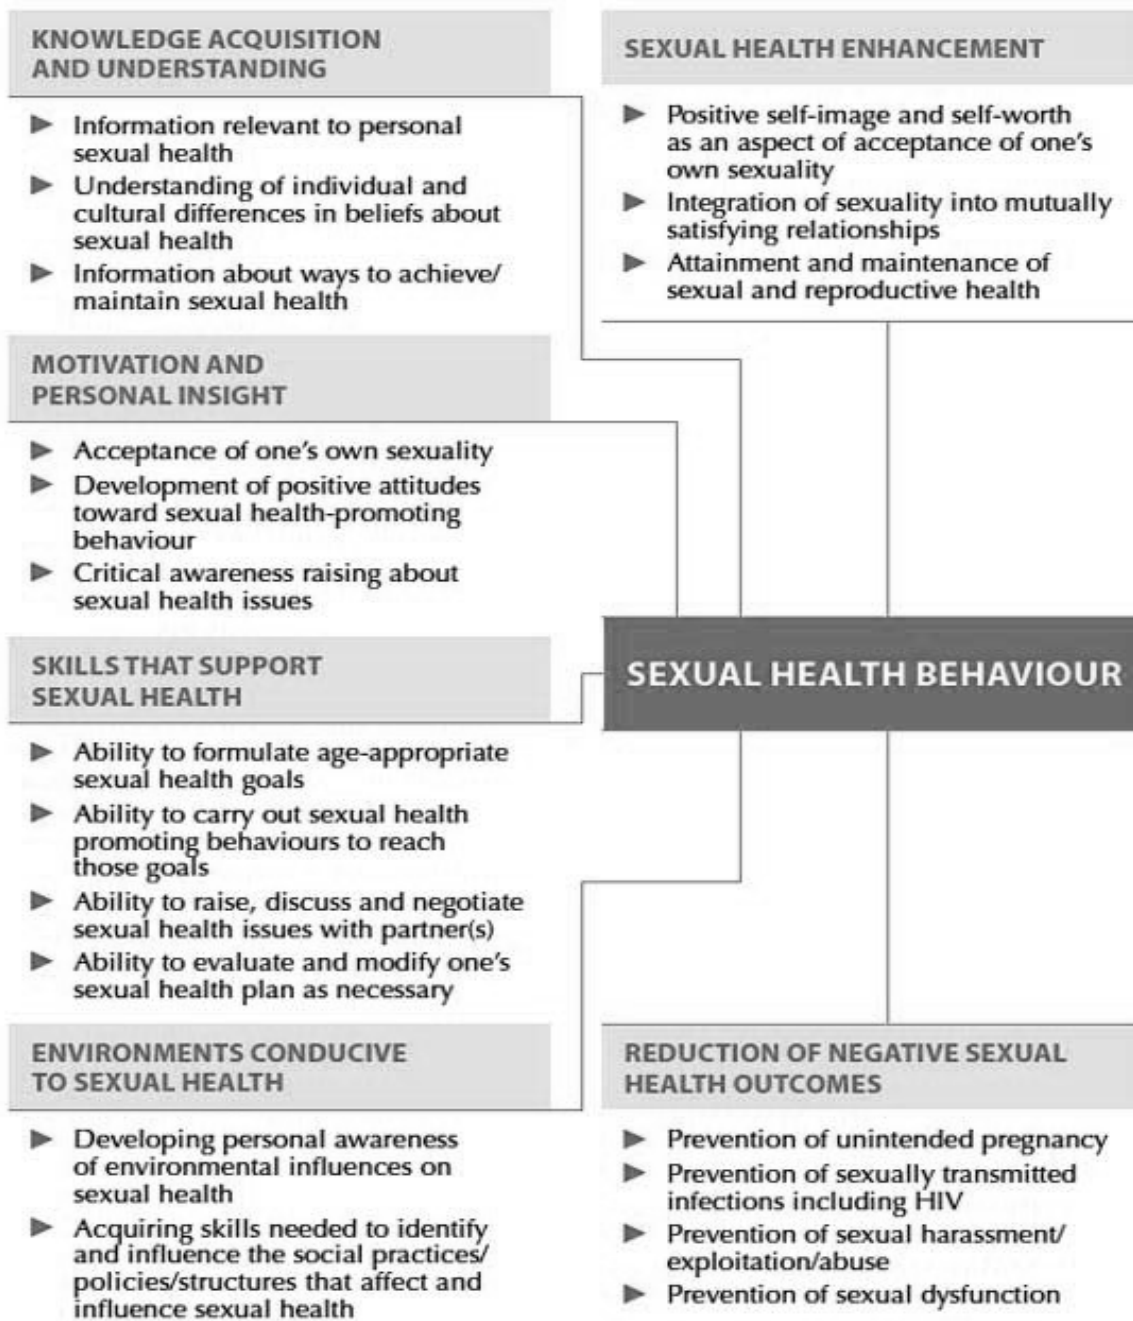 KNOWLEDGE ACQUISITION
AND UNDERSTANDING
▶ Information relevant to personal
sexual health
▶ Understanding of individual and
cultural differences in beliefs about
sexual health
▶ Information about ways to achieve/
maintain sexual health
MOTIVATION AND
PERSONAL INSIGHT
▶ Acceptance of one's own sexuality
▶ Development of positive attitudes
toward sexual health-promoting
behaviour
▶ Critical awareness raising about
sexual health issues
SKILLS THAT SUPPORT
SEXUAL HEALTH
▶ Ability to formulate age-appropriate
sexual health goals
▶ Ability to carry out sexual health
promoting behaviours to reach
those goals
▶ Ability to raise, discuss and negotiate
sexual health issues with partner(s)
▶ Ability to evaluate and modify one's
sexual health plan as necessary
ENVIRONMENTS CONDUCIVE
TO SEXUAL HEALTH
▶ Developing personal awareness
of environmental influences on
sexual health
▶ Acquiring skills needed to identify
and influence the social practices/
policies/structures that affect and
influence sexual health
SEXUAL HEALTH ENHANCEMENT
▶ Positive self-image and self-worth
as an aspect of acceptance of one's
own sexuality
▶ Integration of sexuality into mutually
satisfying relationships
▶ Attainment and maintenance of
sexual and reproductive health
SEXUAL HEALTH BEHAVIOUR
REDUCTION OF NEGATIVE SEXUAL
HEALTH OUTCOMES
▶ Prevention of unintended pregnancy
▶ Prevention of sexually transmitted
infections including HIV
▶ Prevention of sexual harassment/
exploitation/abuse
▶ Prevention of sexual dysfunction